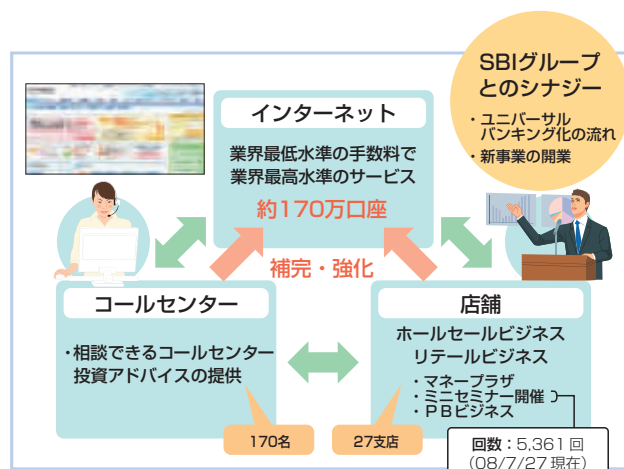 SBIグループ
とのシナジー
・ユニバーサル
バンキング化の流れ
・新事業の開業
インターネット
業界最低水準の手数料で
業界最高水準のサービス
約170万口座
補完・強化
コールセンター
・相談できるコールセンター
投資アドバイスの提供
170名
店舗
ホールセールビジネス
リテールビジネス
・マネープラザ
・ミニセミナー開催
・PBビジネス
27支店
回数：5,361回
（08/7/27現在）